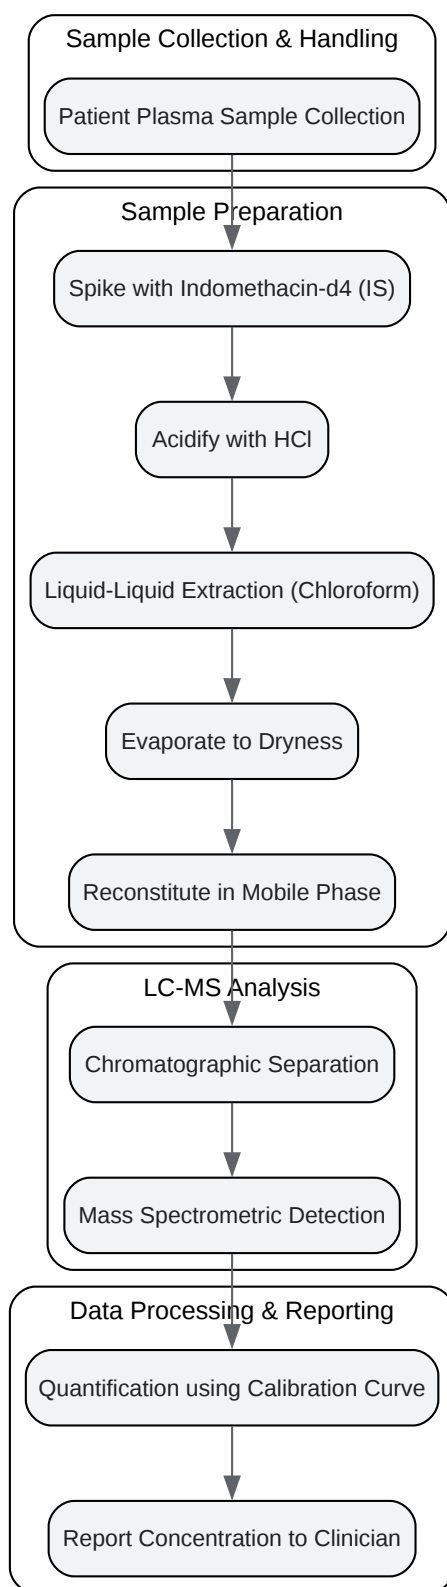 Sample Collection & Handling
Patient Plasma Sample Collection
Sample Preparation
Spike with Indomethacin-d4 (IS)
Acidify with HCl
Liquid-Liquid Extraction (Chloroform)
Evaporate to Dryness
Reconstitute in Mobile Phase
LC-MS Analysis
Chromatographic Separation
Mass Spectrometric Detection
Data Processing & Reporting
Quantification using Calibration Curve
Report Concentration to Clinician